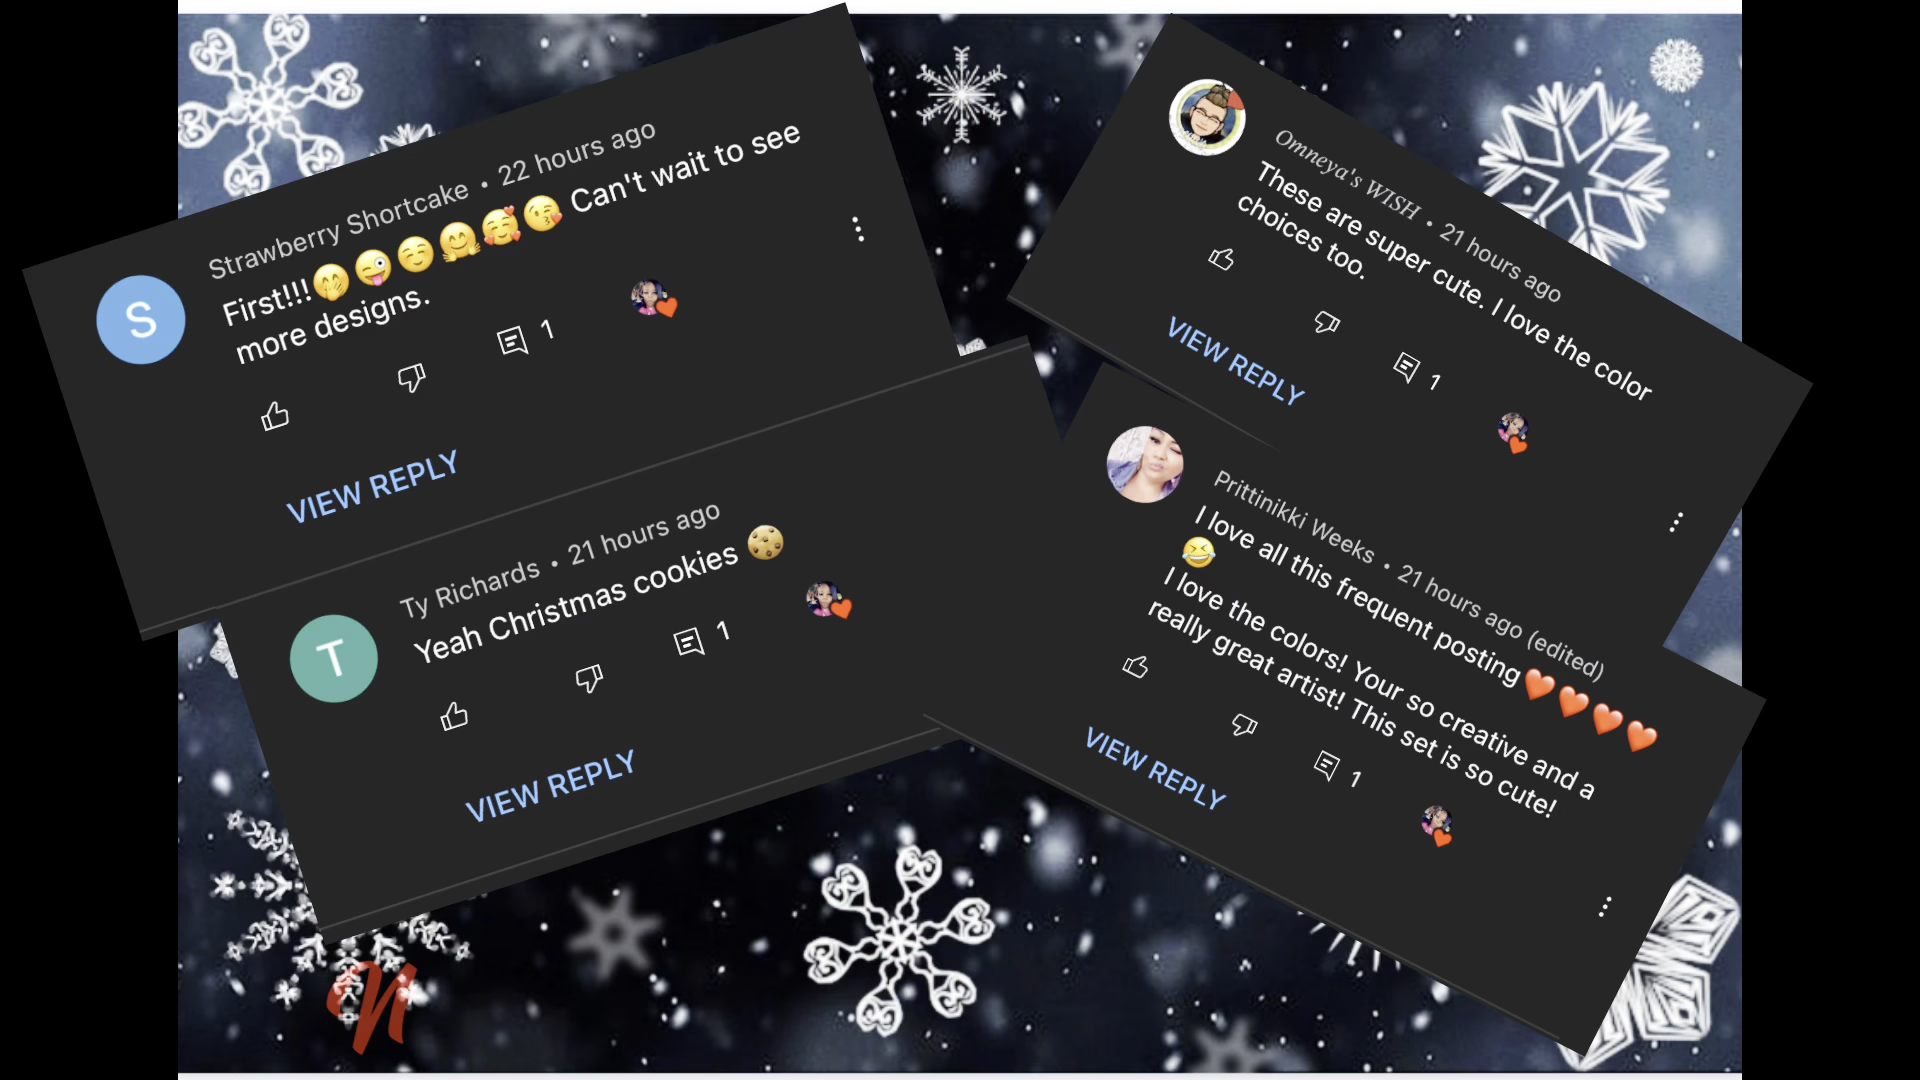 Strawberry Shortcake • 22 hours ago
First!!!🤭😜☺️🤗🥰😘 Can't wait to see
more designs.
1
VIEW REPLY
S
Ty Richards • 21 hours ago
Yeah Christmas cookies 🍪
1
VIEW REPLY
T
Omneya's WISH • 21 hours ago
These are super cute. I love the color
choices too.
1
VIEW REPLY
Prittinikki Weeks • 21 hours ago (edited)
I love all this frequent posting🧡🧡🧡🧡
😂
I love the colors! Your so creative and a
really great artist! This set is so cute!
1
VIEW REPLY
n